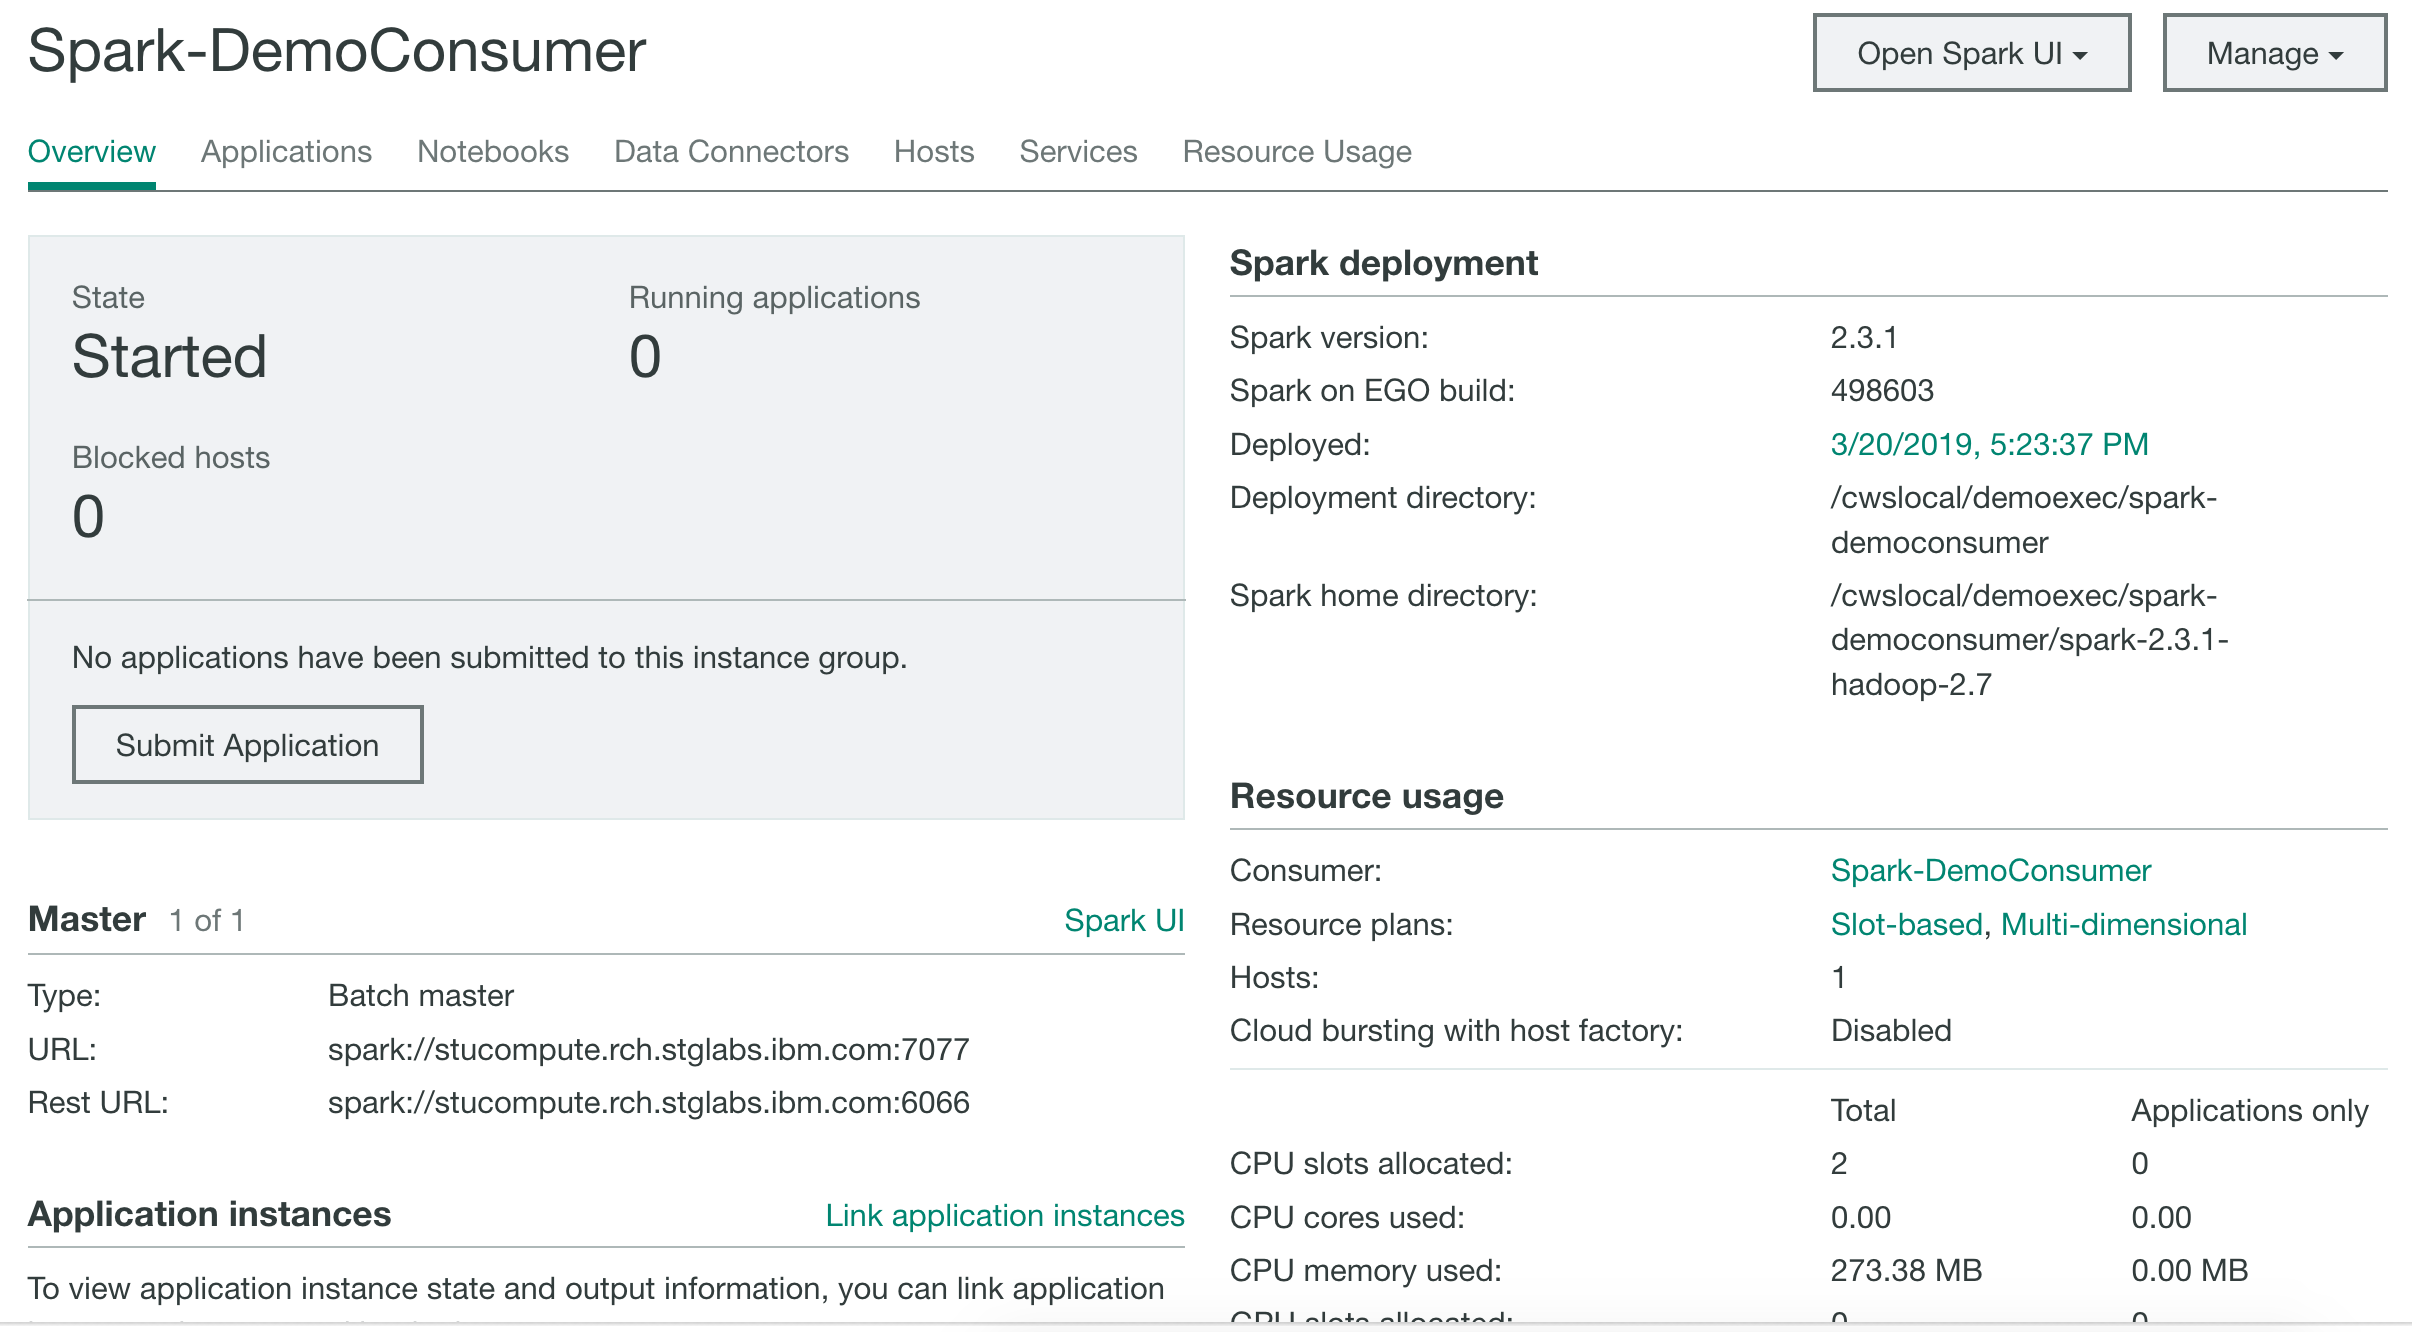 Spark-DemoConsumer
Open Spark UI
Manage
Overview Applications Notebooks Data Connectors Hosts Services Resource Usage
State
Started
Running applications
0
Blocked hosts
0
No applications have been submitted to this instance group.
Submit Application
Master 1 of 1
Spark UI
Type: Batch master
URL: spark://stucompute.rch.stglabs.ibm.com:7077
Rest URL: spark://stucompute.rch.stglabs.ibm.com:6066
Application instances
Link application instances
To view application instance state and output information, you can link application
Spark deployment
Spark version: 2.3.1
Spark on EGO build: 498603
Deployed: 3/20/2019, 5:23:37 PM
Deployment directory: /cwslocal/demoexec/spark-
democonsumer
Spark home directory: /cwslocal/demoexec/spark-
democonsumer/spark-2.3.1-
hadoop-2.7
Resource usage
Consumer: Spark-DemoConsumer
Resource plans: Slot-based, Multi-dimensional
Hosts: 1
Cloud bursting with host factory: Disabled
Total Applications only
CPU slots allocated: 2 0
CPU cores used: 0.00 0.00
CPU memory used: 273.38 MB 0.00 MB
slots allocated: 0 0